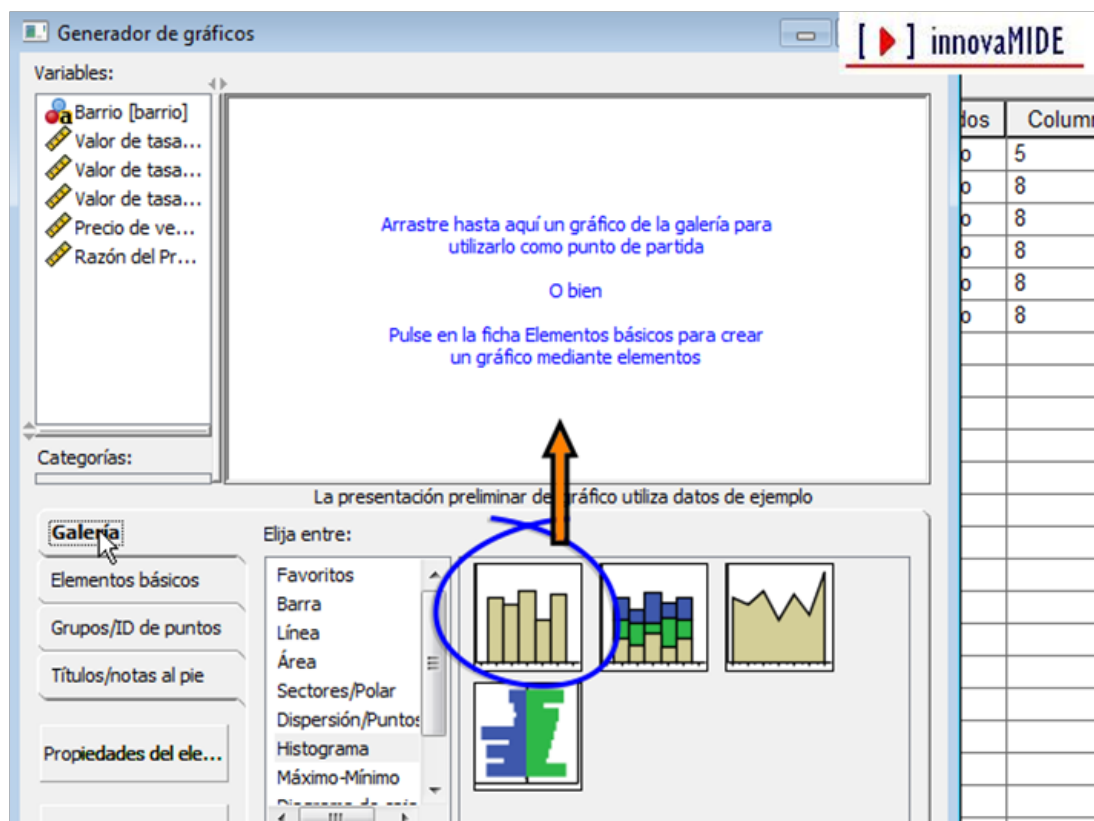 Generador de gráficos
[ ] innovaMIDE
Variables:
Barrio [barrio]
Valor de tasa...
Valor de tasa...
Valor de tasa...
Precio de ve...
Razón del Pr...
Arrastre hasta aquí un gráfico de la galería para
utilizarlo como punto de partida
O bien
Pulse en la ficha Elementos básicos para crear
un gráfico mediante elementos
Categorías:
La presentación preliminar del gráfico utiliza datos de ejemplo
Galería
Elementos básicos
Grupos/ID de puntos
Títulos/notas al pie
Propiedades del ele...
Elija entre:
Favoritos
Barra
Línea
Área
Sectores/Polar
Dispersión/Puntos
Histograma
Máximo-Mínimo
dos Column
o 5
o 8
o 8
o 8
o 8
o 8